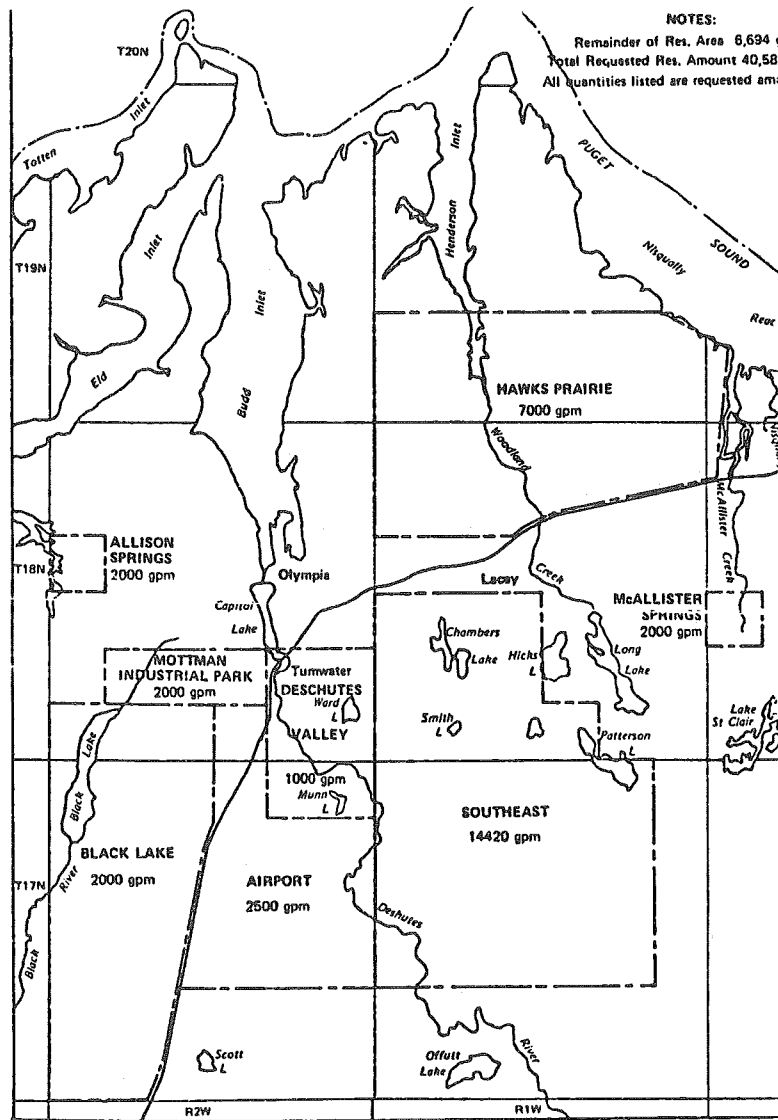 NOTES:
Remainder of Res. Area 6,694
Total Requested Res. Amount 40,58
All quantities listed are requested
T20N
Totten
Inlet
PUGET
SOUND
Inlet
Henderson
Nisqually
T19N
Inlet
Inlet
Eld
Budd
HAWKS PRAIRIE
7000 gpm
Woodland
McAllister
Creek
ALLISON
SPRINGS
2000 gpm
T18N
Olympia
Capitol
Lake
Lacey
Creek
McALLISTER
SPRINGS
2000 gpm
MOTTMAN
INDUSTRIAL PARK
2000 gpm
Chambers
Lake
Hicks
L
Long
Lake
Tumwater
DESCHUTES
VALLEY
1000 gpm
Ward
L
Smith
L
Patterson
L
Lake
St Clair
Munn
L
Black
Lake
SOUTHEAST
14420 gpm
BLACK LAKE
2000 gpm
AIRPORT
2500 gpm
T17N
Black
River
Deshutes
River
Scott
L
Offutt
Lake
R2W
R1W